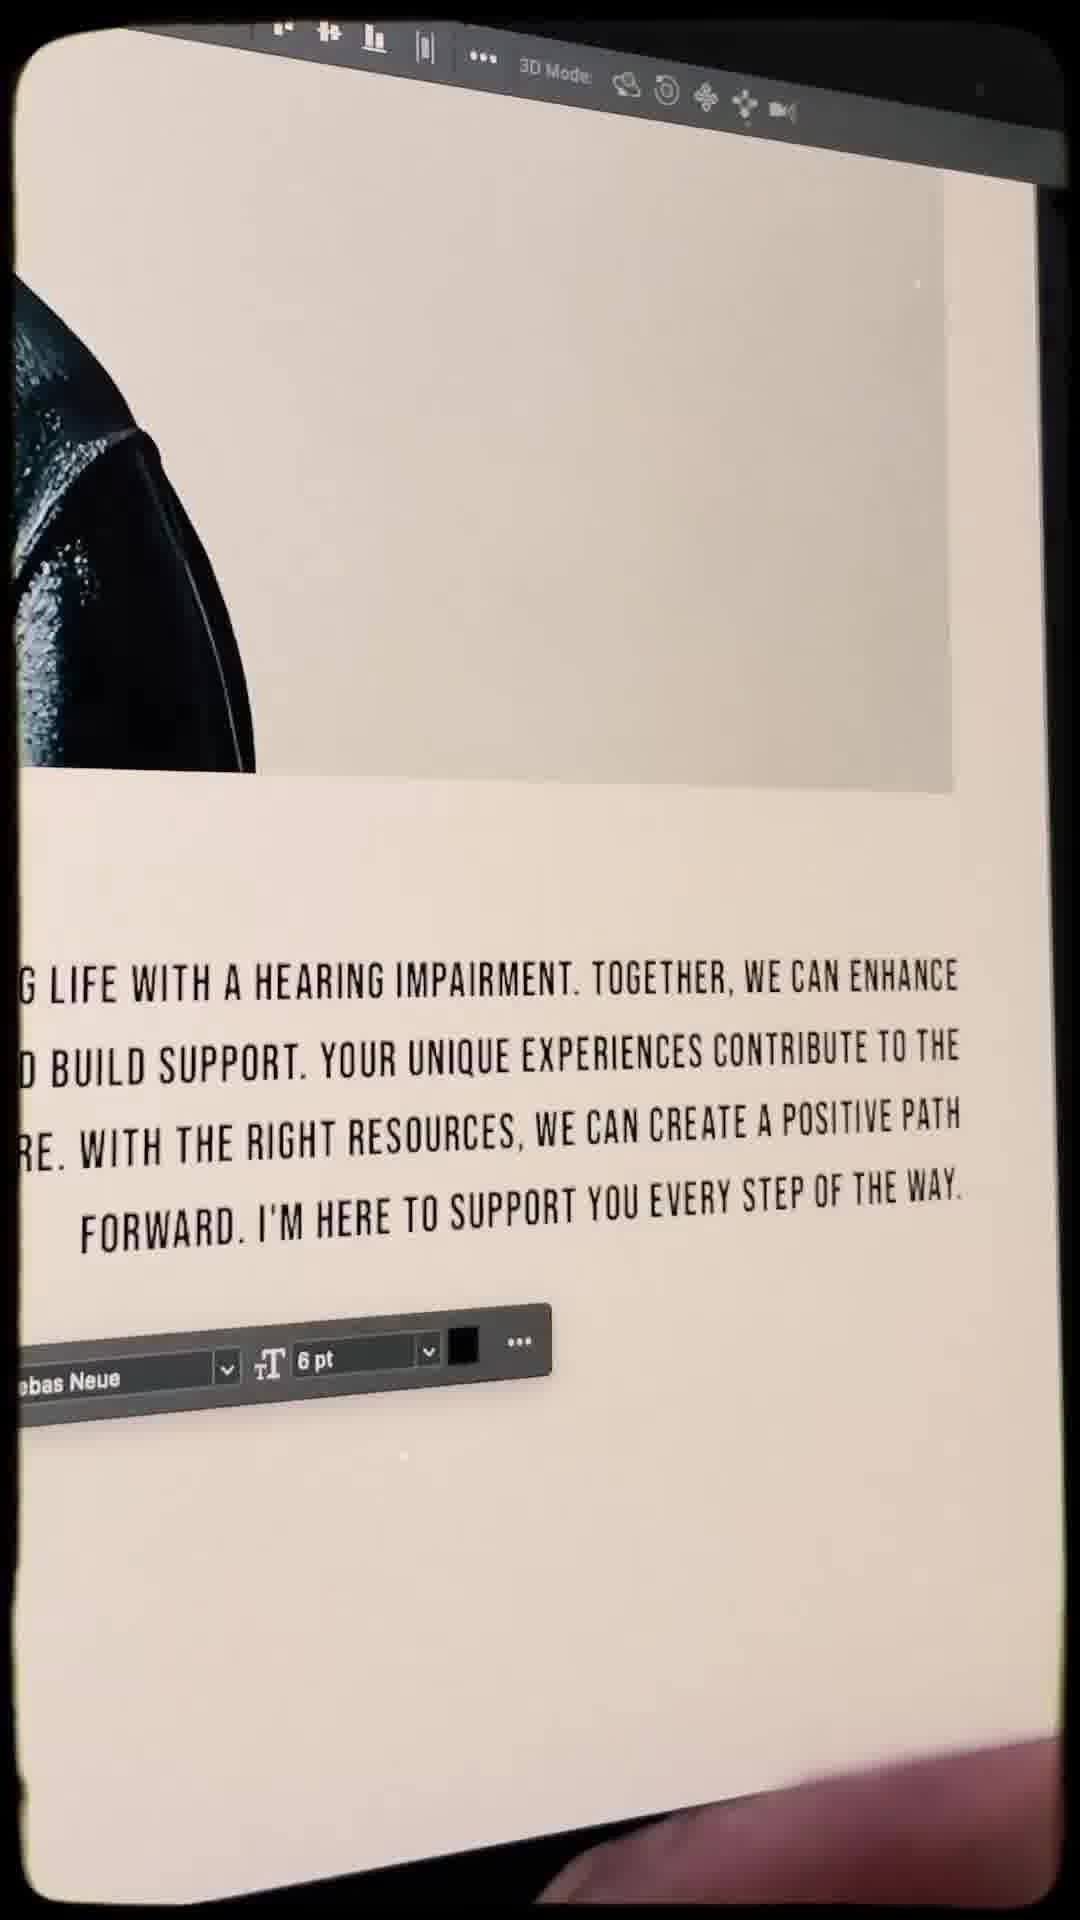 3D Mode:
G LIFE WITH A HEARING IMPAIRMENT. TOGETHER, WE CAN ENHANCE
D BUILD SUPPORT. YOUR UNIQUE EXPERIENCES CONTRIBUTE TO THE
RE. WITH THE RIGHT RESOURCES, WE CAN CREATE A POSITIVE PATH
FORWARD. I'M HERE TO SUPPORT YOU EVERY STEP OF THE WAY.
ebas Neue 6 pt